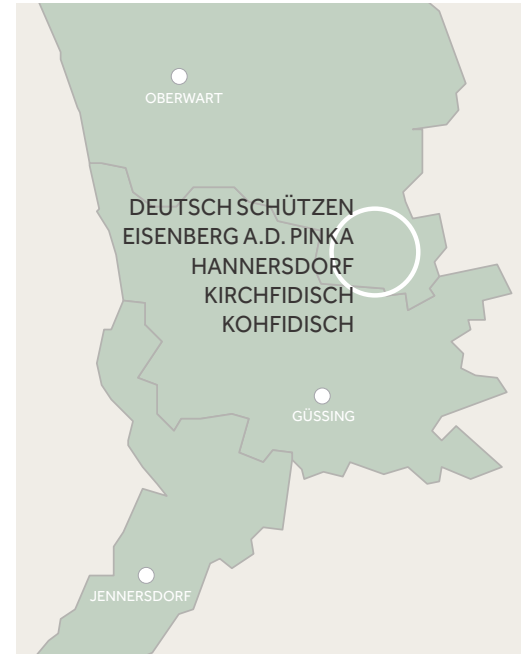 OBERWART
DEUTSCH SCHÜTZEN
EISENBERG A.D. PINKA
HANNERSDORF
KIRCHFIDISCH
KOHFIDISCH
GÜSSING
JENNERSDORF